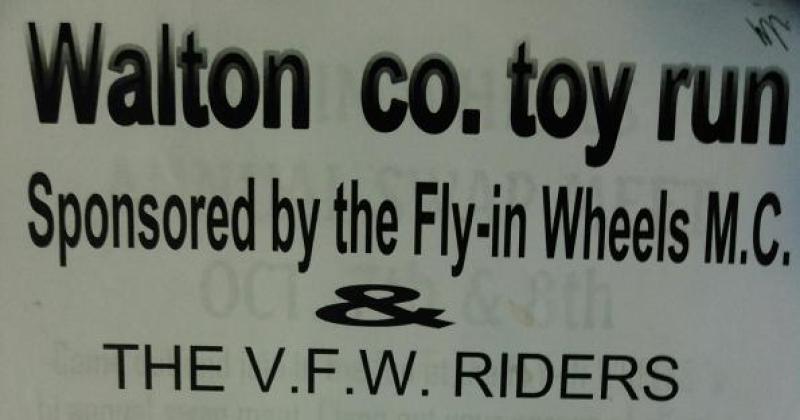 Walton co. toy run
Sponsored by the Fly-in Wheels M.C.
&
THE V.F.W. RIDERS